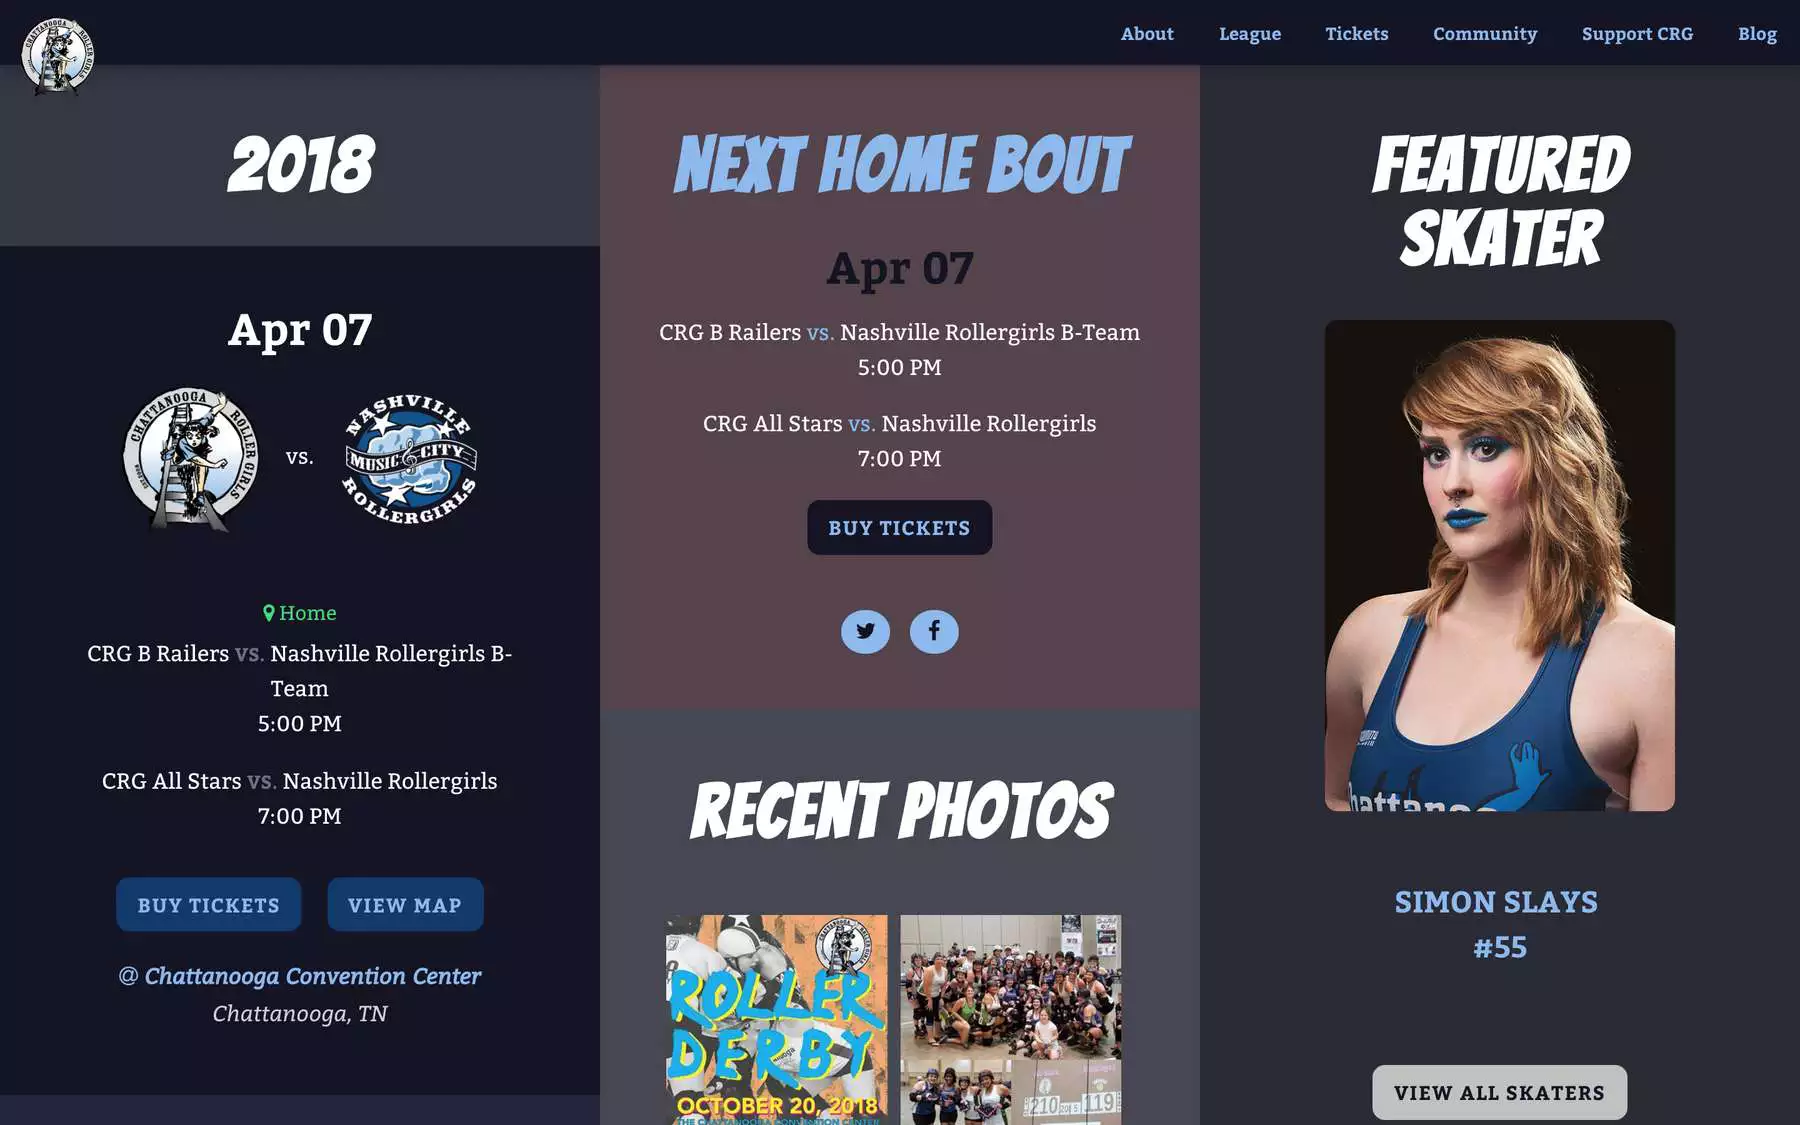 CHATTANOOGA ROLLER GIRLS
About
League
Tickets
Community
Support CRG
Blog
2018
Apr 07
CHATTANOOGA ROLLER GIRLS
vs.
NASHVILLE
MUSIC CITY
ROLLERGIRLS
Home
CRG B Railers vs. Nashville Rollergirls B-
Team
5:00 PM
CRG All Stars vs. Nashville Rollergirls
7:00 PM
BUY TICKETS
VIEW MAP
@ Chattanooga Convention Center
Chattanooga, TN
NEXT HOME BOUT
Apr 07
CRG B Railers vs. Nashville Rollergirls B-Team
5:00 PM
CRG All Stars vs. Nashville Rollergirls
7:00 PM
BUY TICKETS
RECENT PHOTOS
ROLLER
DERBY
OCTOBER 20, 2018
THE CHATTANOOGA CONVENTION CENTER
210
119
FEATURED
SKATER
SIMON SLAYS
#55
VIEW ALL SKATERS